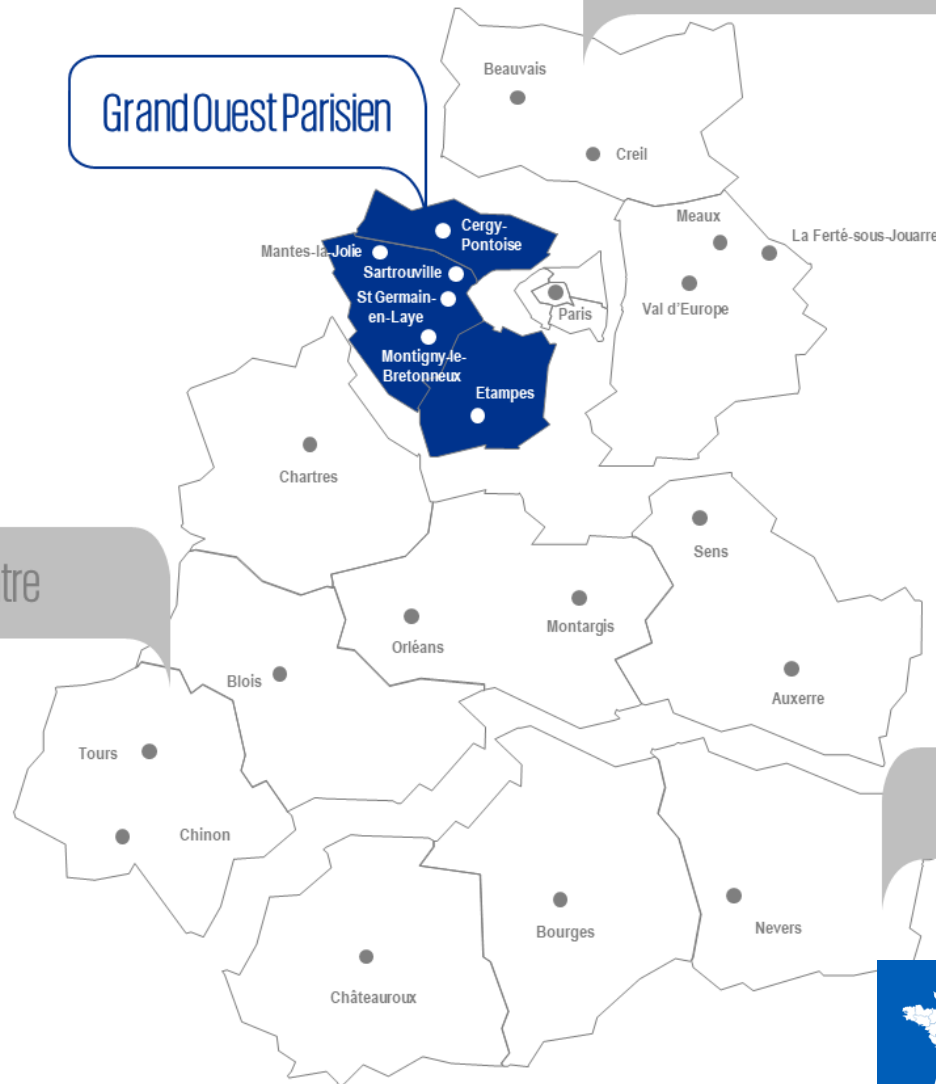 Beauvais
Grand Ouest Parisien
Creil
Meaux
Cergy-
Pontoise
La Ferté-sous-Jouarre
Mantes-la-Jolie
Sartrouville
St Germain-
en-Laye
Val d'Europe
Paris
Montigny-le-
Bretonneux
Etampes
Chartres
Sens
tre
Montargis
Orléans
Blois
Auxerre
Tours
Chinon
Nevers
Bourges
Châteauroux